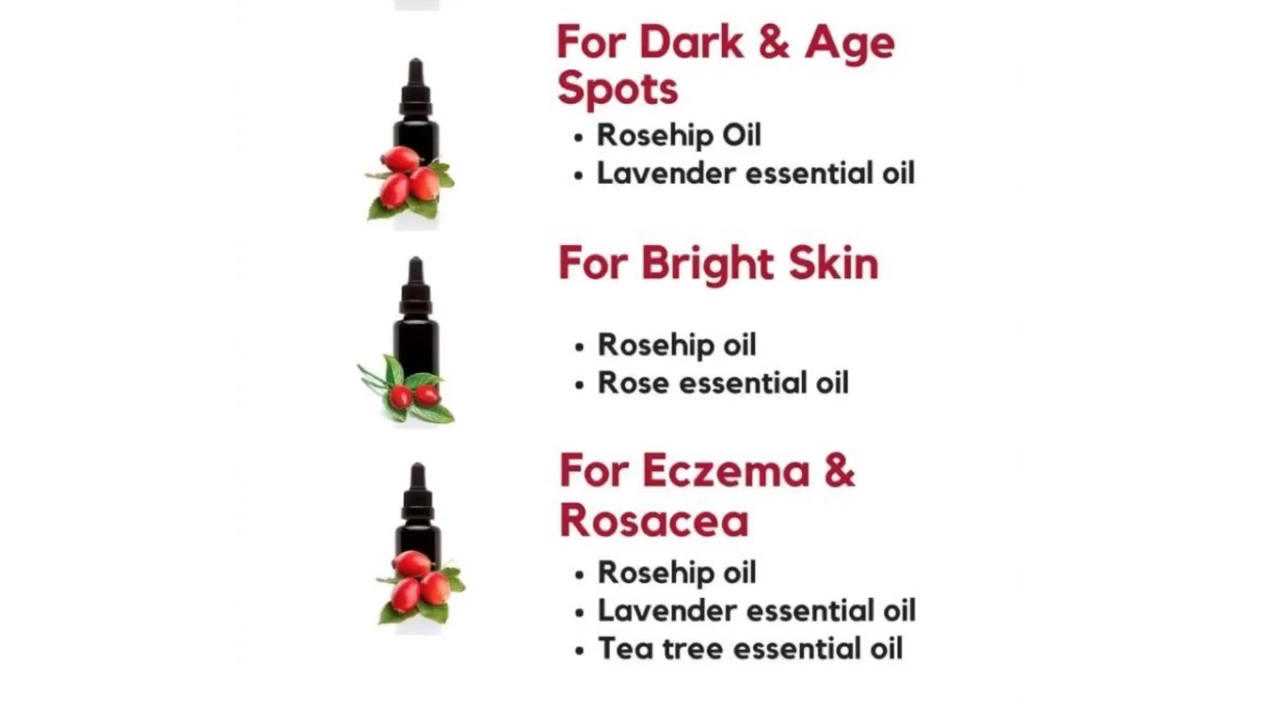 For Dark & Age
Spots
• Rosehip Oil
• Lavender essential oil
For Bright Skin
• Rosehip oil
• Rose essential oil
For Eczema &
Rosacea
• Rosehip oil
• Lavender essential oil
• Tea tree essential oil